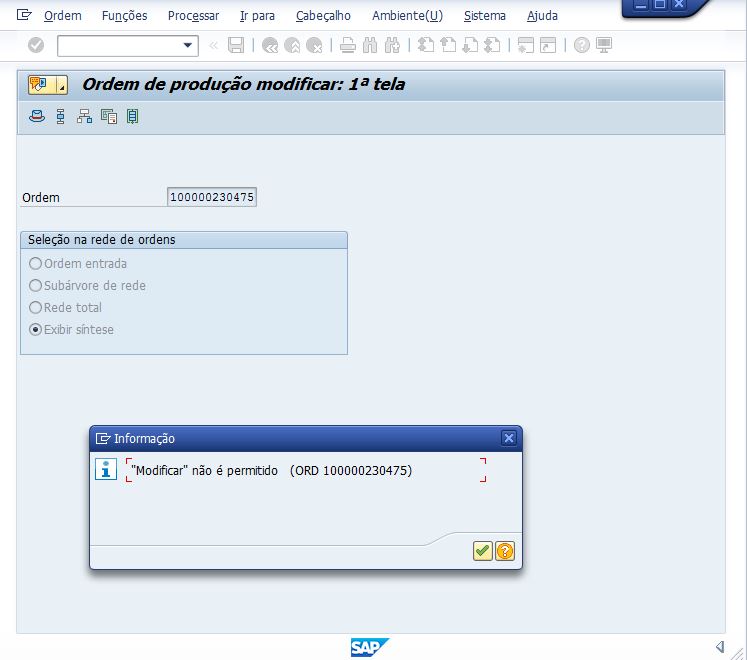 Ordem Funções Processar Ir para Cabeçalho Ambiente(U) Sistema Ajuda
Ordem de produção modificar: 1ª tela
Ordem 100000230475
Seleção na rede de ordens
Ordem entrada
Subárvore de rede
Rede total
Exibir síntese
Informação
"Modificar" não é permitido (ORD 100000230475)
SAP